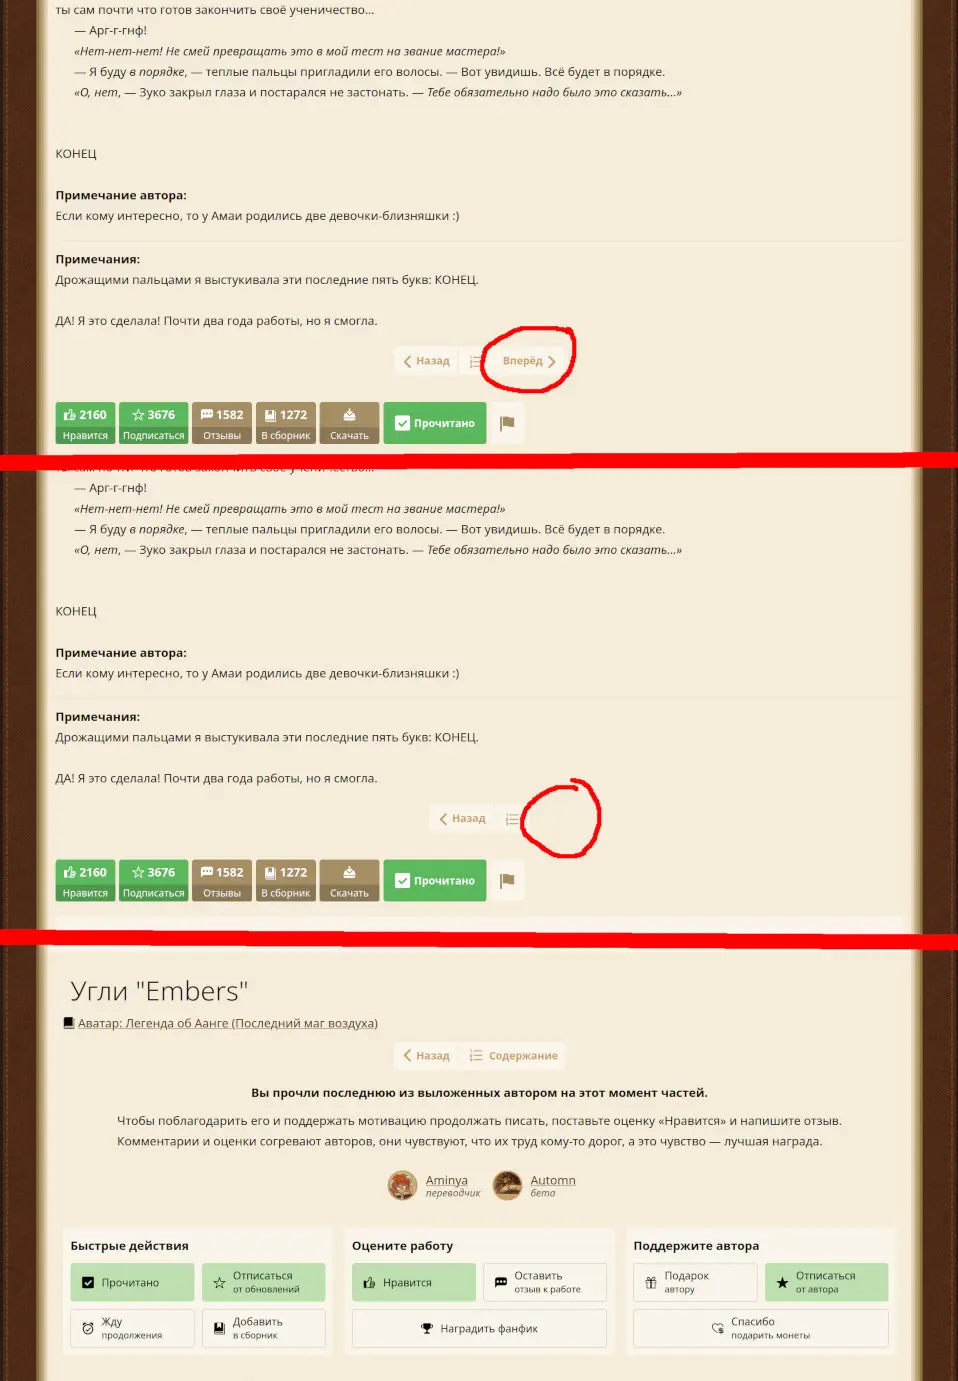 ты сам почти что готов закончить своё ученичество...
— Арг-г-гнф!
«Нет-нет-нет! Не смей превращать это в мой тест на звание мастера!»
— Я буду в порядке, — теплые пальцы пригладили его волосы. — Вот увидишь. Всё будет в порядке.
«О, нет, — Зуко закрыл глаза и постарался не застонать. — Тебе обязательно надо было это сказать...»
КОНЕЦ
Примечание автора:
Если кому интересно, то у Амаи родились две девочки-близняшки :)
Примечания:
Дрожащими пальцами я выстукивала эти последние пять букв: КОНЕЦ.
ДА! Я это сделала! Почти два года работы, но я смогла.
Назад Вперёд
2160 3676 1582 1272
Нравится Подписаться Отзывы В сборник Скачать Прочитано
ты сам почти что готов закончить своё ученичество...
— Арг-г-гнф!
«Нет-нет-нет! Не смей превращать это в мой тест на звание мастера!»
— Я буду в порядке, — теплые пальцы пригладили его волосы. — Вот увидишь. Всё будет в порядке.
«О, нет, — Зуко закрыл глаза и постарался не застонать. — Тебе обязательно надо было это сказать...»
КОНЕЦ
Примечание автора:
Если кому интересно, то у Амаи родились две девочки-близняшки :)
Примечания:
Дрожащими пальцами я выстукивала эти последние пять букв: КОНЕЦ.
ДА! Я это сделала! Почти два года работы, но я смогла.
Назад
2160 3676 1582 1272
Нравится Подписаться Отзывы В сборник Скачать Прочитано
Угли "Embers"
Аватар: Легенда об Аанге (Последний маг воздуха)
Назад Содержание
Вы прочли последнюю из выложенных автором на этот момент частей.
Чтобы поблагодарить его и поддержать мотивацию продолжать писать, поставьте оценку «Нравится» и напишите отзыв.
Комментарии и оценки согревают авторов, они чувствуют, что их труд кому-то дорог, а это чувство — лучшая награда.
Aminya Automn
переводчик бета
Быстрые действия
Прочитано
Отписаться
от обновлений
Жду
продолжения
Добавить
в сборник
Оцените работу
Нравится
Оставить
отзыв к работе
Наградить фанфик
Поддержите автора
Подарок
автору
Отписаться
от автора
Спасибо
подарить монеты